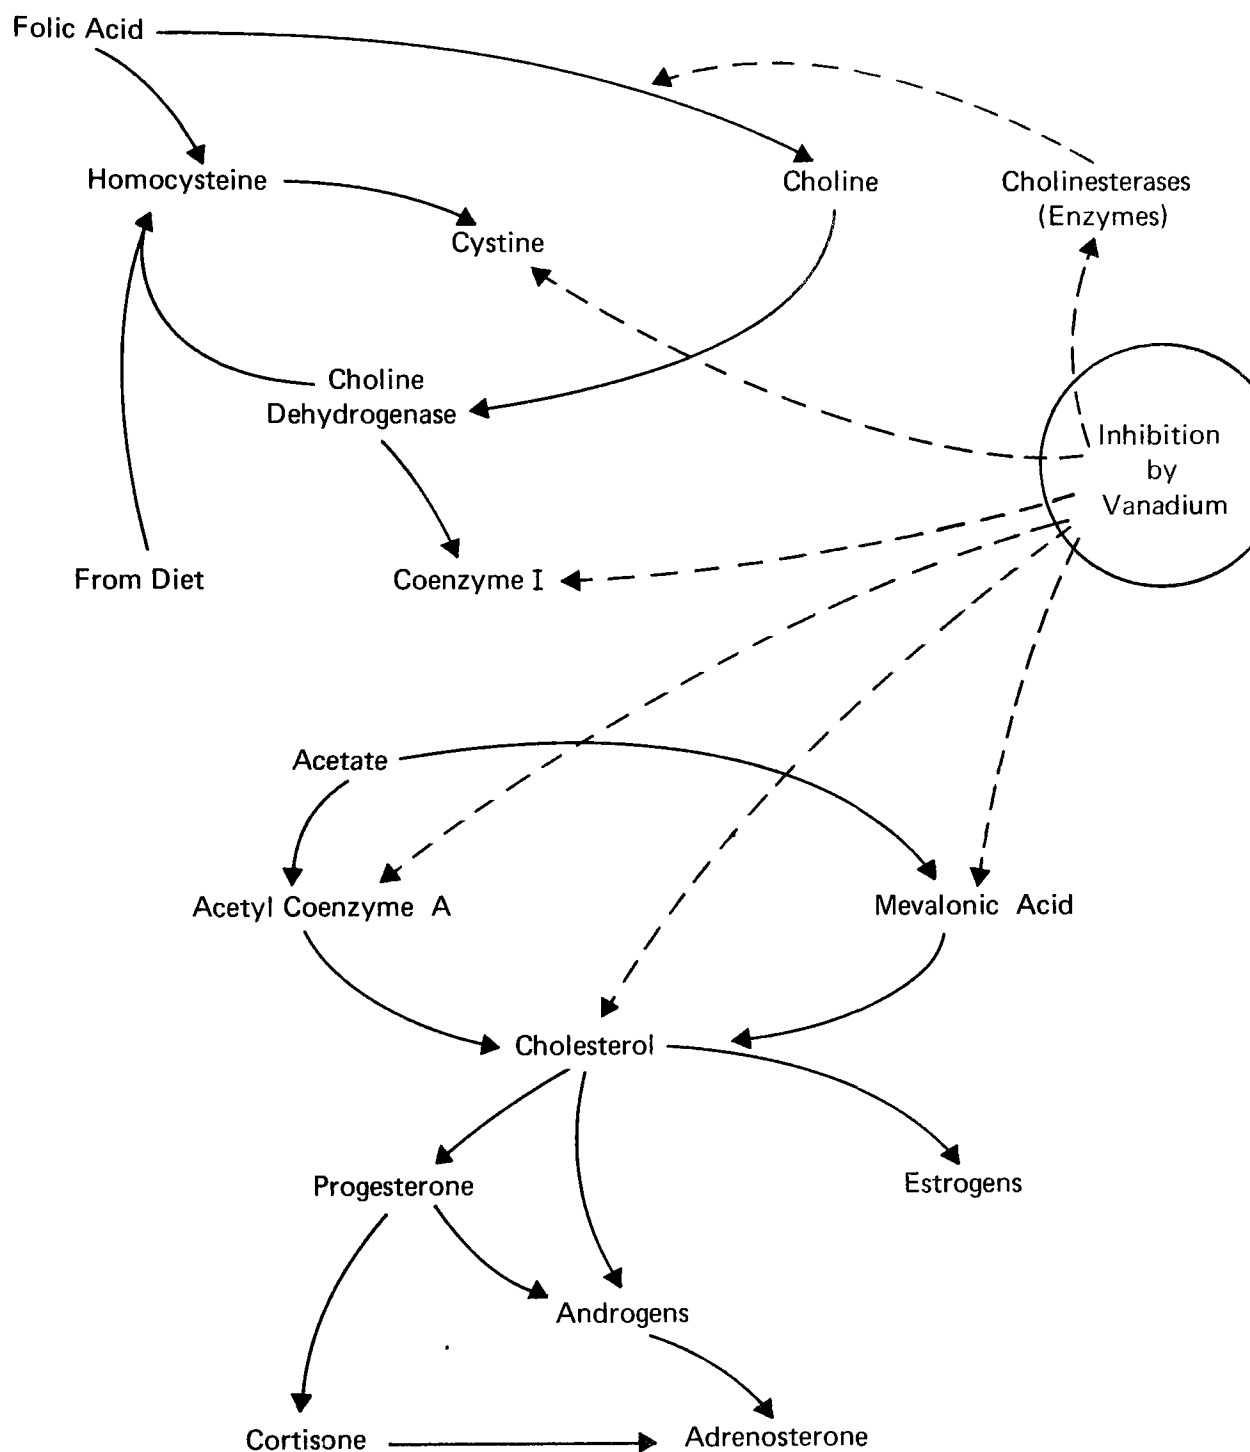 Folic Acid
Homocysteine
Choline
Cholinesterases
(Enzymes)
Cystine
Choline
Dehydrogenase
Inhibition
by
Vanadium
From Diet
Coenzyme I
Acetate
Acetyl Coenzyme A
Mevalonic Acid
Cholesterol
Progesterone
Estrogens
Androgens
Cortisone
Adrenosterone